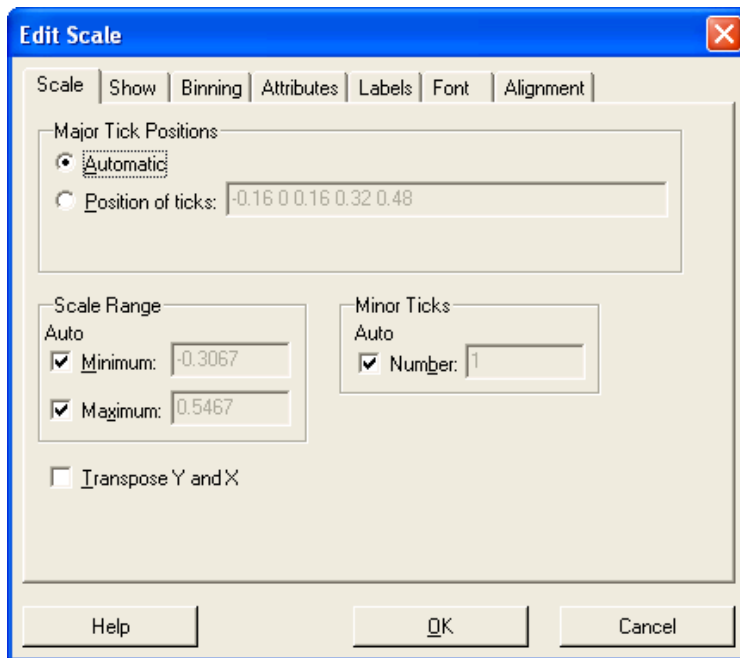 Edit Scale
Scale Show Binning Attributes Labels Font Alignment
Major Tick Positions
Automatic
Position of ticks: -0.16 0 0.16 0.32 0.48
Scale Range
Auto
Minimum: -0.3067
Maximum: 0.5467
Minor Ticks
Auto
Number: 1
Transpose Y and X
Help OK Cancel